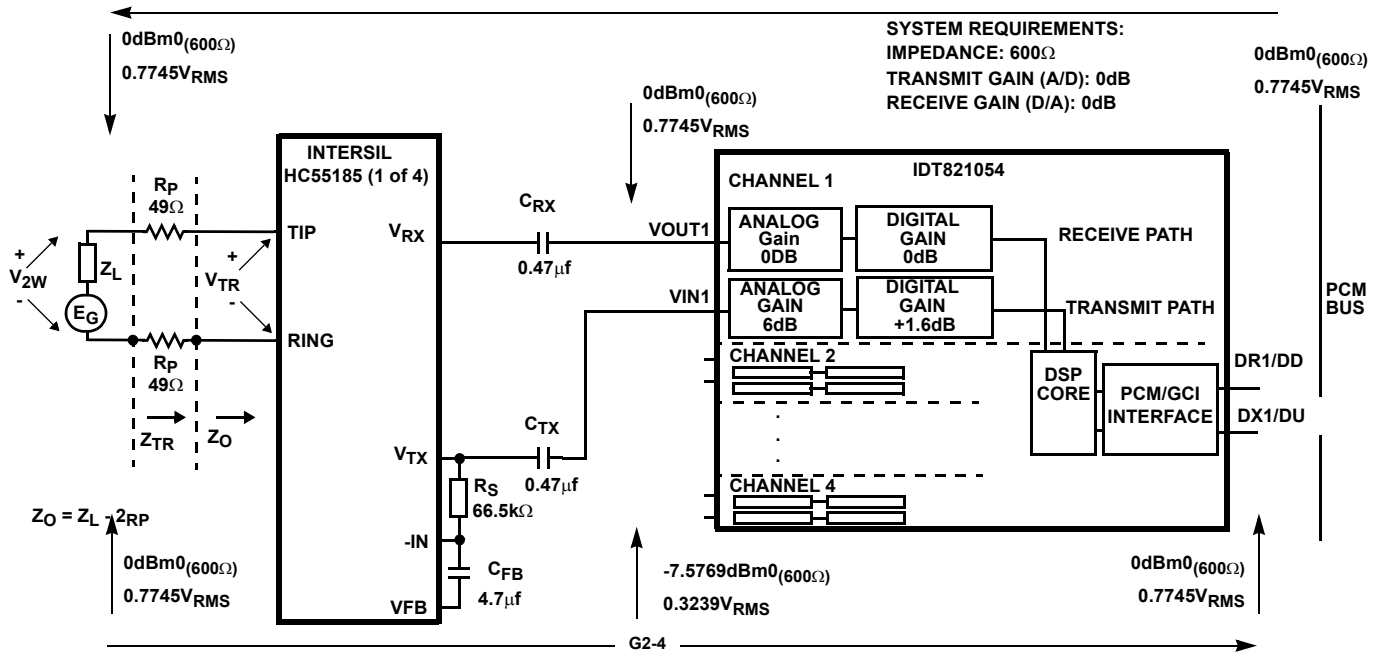 0dBm0(600Ω)
0.7745VRMS
SYSTEM REQUIREMENTS:
IMPEDANCE: 600Ω
TRANSMIT GAIN (A/D): 0dB
RECEIVE GAIN (D/A): 0dB
0dBm0(600Ω)
0.7745VRMS
0dBm0(600Ω)
0.7745VRMS
INTERSIL
HC55185 (1 of 4)
TIP
RING
VRX
VTX
-IN
VFB
RP
49Ω
RP
49Ω
+
V2W
-
ZL
EG
+
VTR
-
ZTR
ZO
CRX
0.47μf
CTX
0.47μf
RS
66.5kΩ
CFB
4.7μf
IDT821054
CHANNEL 1
VOUT1
ANALOG
Gain
0DB
DIGITAL
GAIN
0dB
RECEIVE PATH
VIN1
ANALOG
GAIN
6dB
DIGITAL
GAIN
+1.6dB
TRANSMIT PATH
CHANNEL 2
.
.
.
CHANNEL 4
DSP
CORE
PCM/GCI
INTERFACE
DR1/DD
DX1/DU
PCM
BUS
ZO = ZL - 2RP
0dBm0(600Ω)
0.7745VRMS
-7.5769dBm0(600Ω)
0.3239VRMS
0dBm0(600Ω)
0.7745VRMS
G2-4